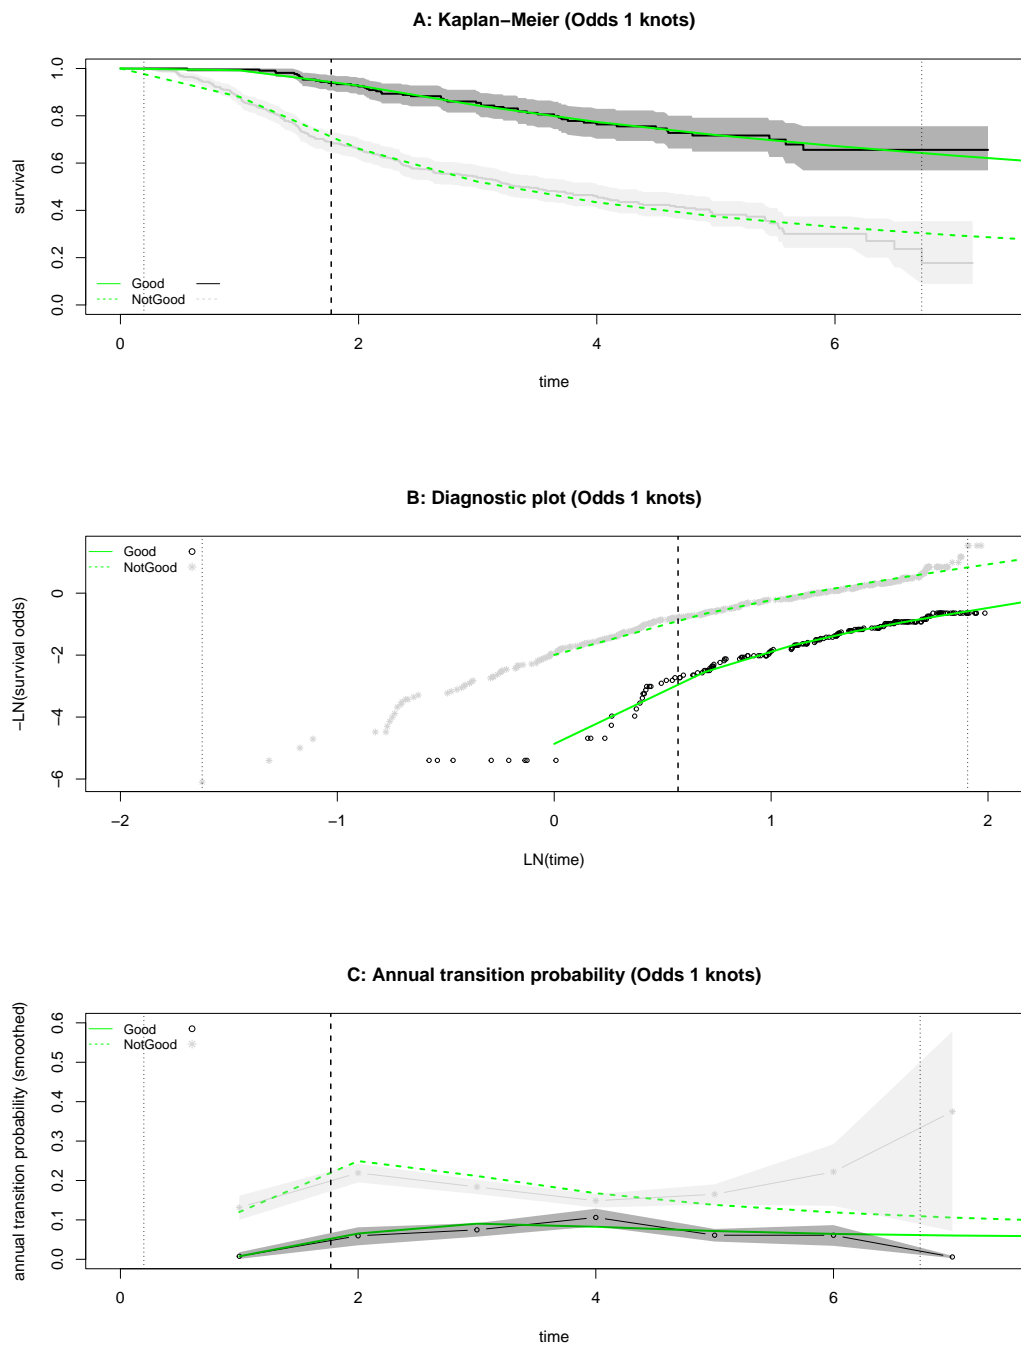 A: Kaplan−Meier (Odds 1 knots)
survival
1.0
0.8
0.6
0.4
0.2
0.0
Good
NotGood
0 2 4 6
time
B: Diagnostic plot (Odds 1 knots)
−LN(survival odds)
Good
NotGood
0
−2
−4
−6
−2 −1 0 1 2
LN(time)
C: Annual transition probability (Odds 1 knots)
annual transition probability (smoothed)
Good
NotGood
0.6
0.5
0.4
0.3
0.2
0.1
0.0
0 2 4 6
time